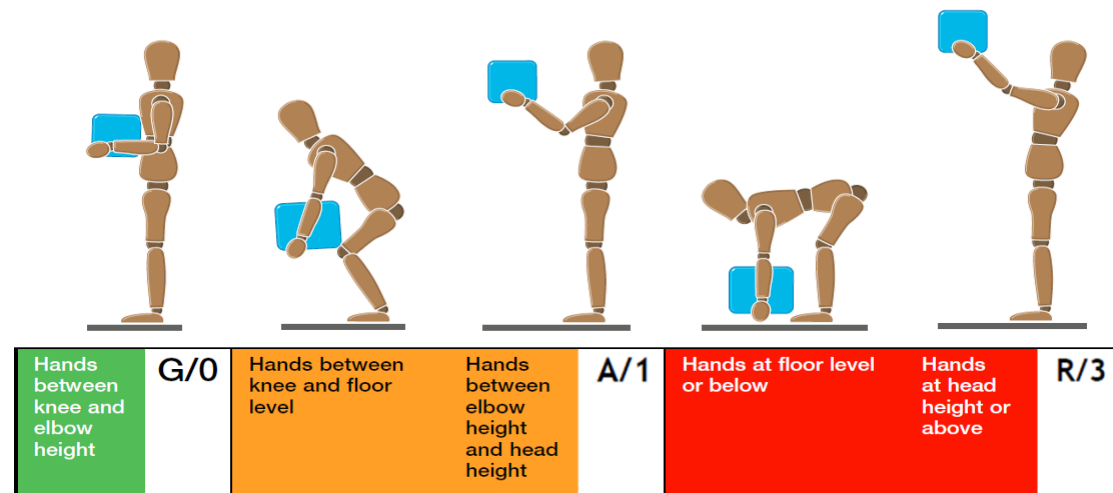 Hands
between
knee and
elbow
height
G/0
Hands between
knee and floor
level
Hands
between
elbow
height
and head
height
A/1
Hands at floor level
or below
Hands
at head
height or
above
R/3